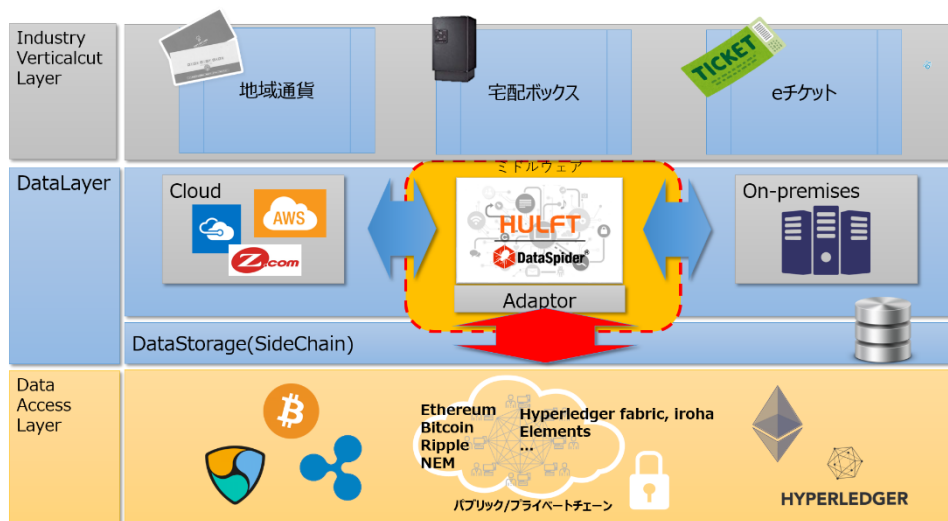 Industry
Verticalcut
Layer
地域通貨
宅配ボックス
TICKET
eチケット
DataLayer
Cloud
AWS
Z.com
ミドルウェア
HULFT
DataSpider
Adaptor
On-premises
DataStorage(SideChain)
Data
Access
Layer
Ethereum
Bitcoin
Ripple
NEM
Hyperledger fabric, iroha
Elements
...
パブリック/プライベートチェーン
HYPERLEDGER